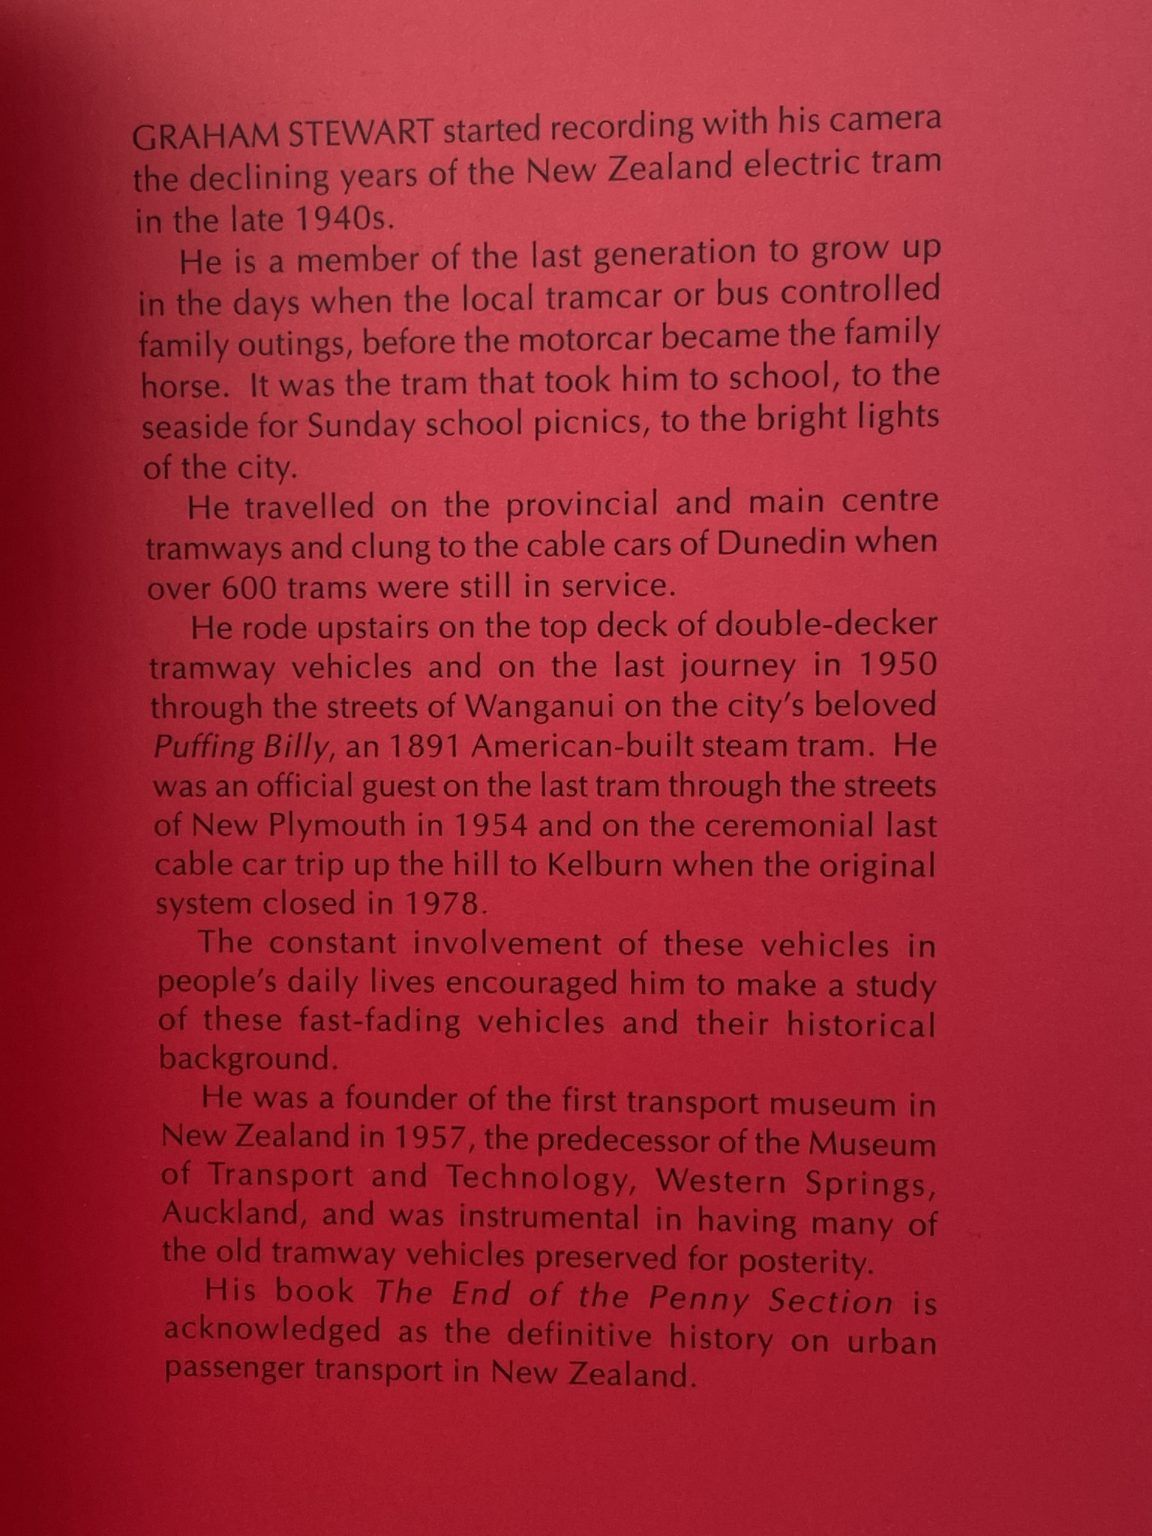 GRAHAM STEWART started recording with his camera
the declining years of the New Zealand electric tram
in the late 1940s.
He is a member of the last generation to grow up
in the days when the local tramcar or bus controlled
family outings, before the motorcar became the family
horse. It was the tram that took him to school, to the
seaside for Sunday school picnics, to the bright lights
of the city.
He travelled on the provincial and main centre
tramways and clung to the cable cars of Dunedin when
over 600 trams were still in service.
He rode upstairs on the top deck of double-decker
tramway vehicles and on the last journey in 1950
through the streets of Wanganui on the city's beloved
Puffing Billy, an 1891 American-built steam tram. He
was an official guest on the last tram through the streets
of New Plymouth in 1954 and on the ceremonial last
cable car trip up the hill to Kelburn when the original
system closed in 1978.
The constant involvement of these vehicles in
people's daily lives encouraged him to make a study
of these fast-fading vehicles and their historical
background.
He was a founder of the first transport museum in
New Zealand in 1957, the predecessor of the Museum
of Transport and Technology, Western Springs,
Auckland, and was instrumental in having many of
the old tramway vehicles preserved for posterity.
His book The End of the Penny Section is
acknowledged as the definitive history on urban
passenger transport in New Zealand.